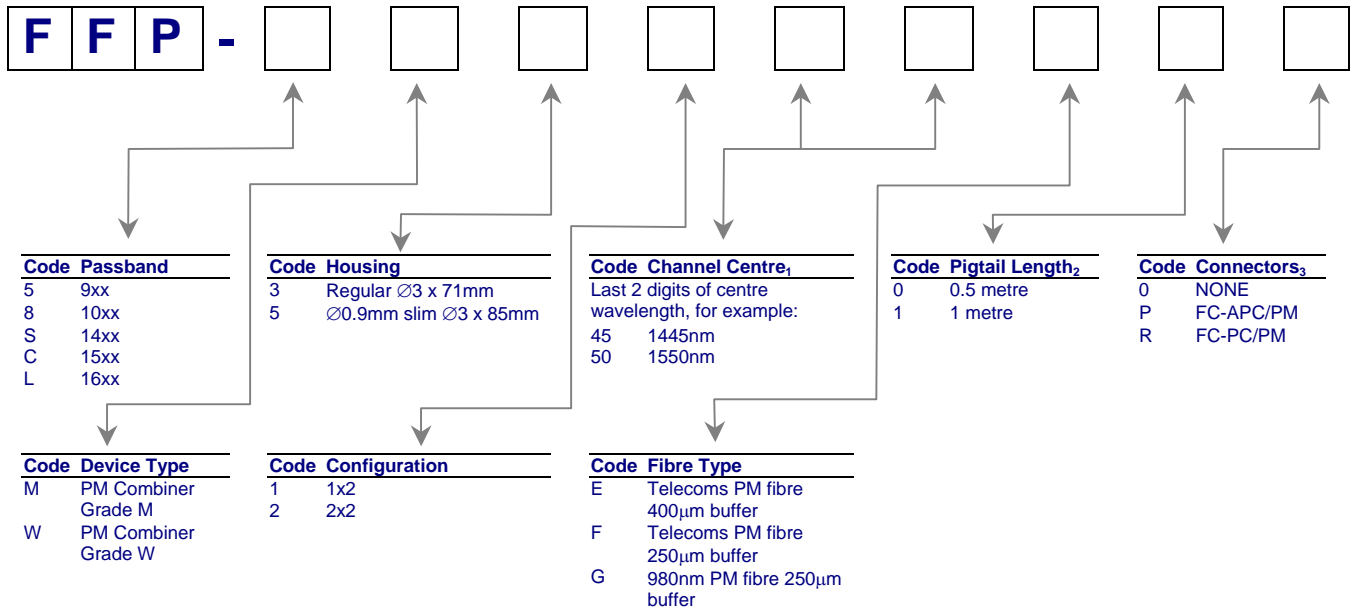 F F P -
Code Passband
5 9xx
8 10xx
S 14xx
C 15xx
L 16xx
Code Housing
3 Regular ∅3 x 71mm
5 ∅0.9mm slim ∅3 x 85mm
Code Channel Centre₁
Last 2 digits of centre
wavelength, for example:
45 1445nm
50 1550nm
Code Pigtail Length₂
0 0.5 metre
1 1 metre
Code Connectors₃
0 NONE
P FC-APC/PM
R FC-PC/PM
Code Device Type
M PM Combiner
Grade M
W PM Combiner
Grade W
Code Configuration
1 1x2
2 2x2
Code Fibre Type
E Telecoms PM fibre
400μm buffer
F Telecoms PM fibre
250μm buffer
G 980nm PM fibre 250μm
buffer